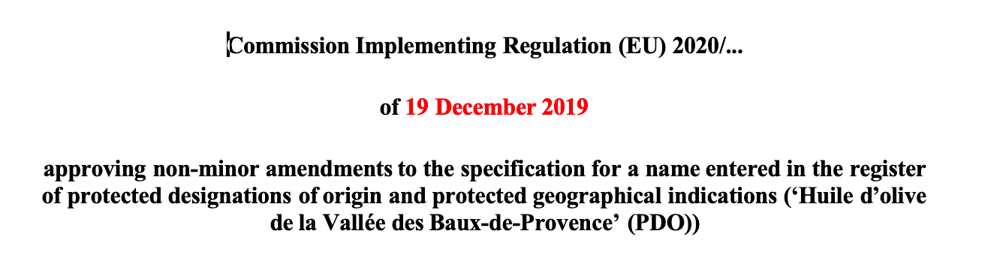 Commission Implementing Regulation (EU) 2020/...
of 19 December 2019
approving non-minor amendments to the specification for a name entered in the register
of protected designations of origin and protected geographical indications (‘Huile d’olive
de la Vallée des Baux-de-Provence’ (PDO))